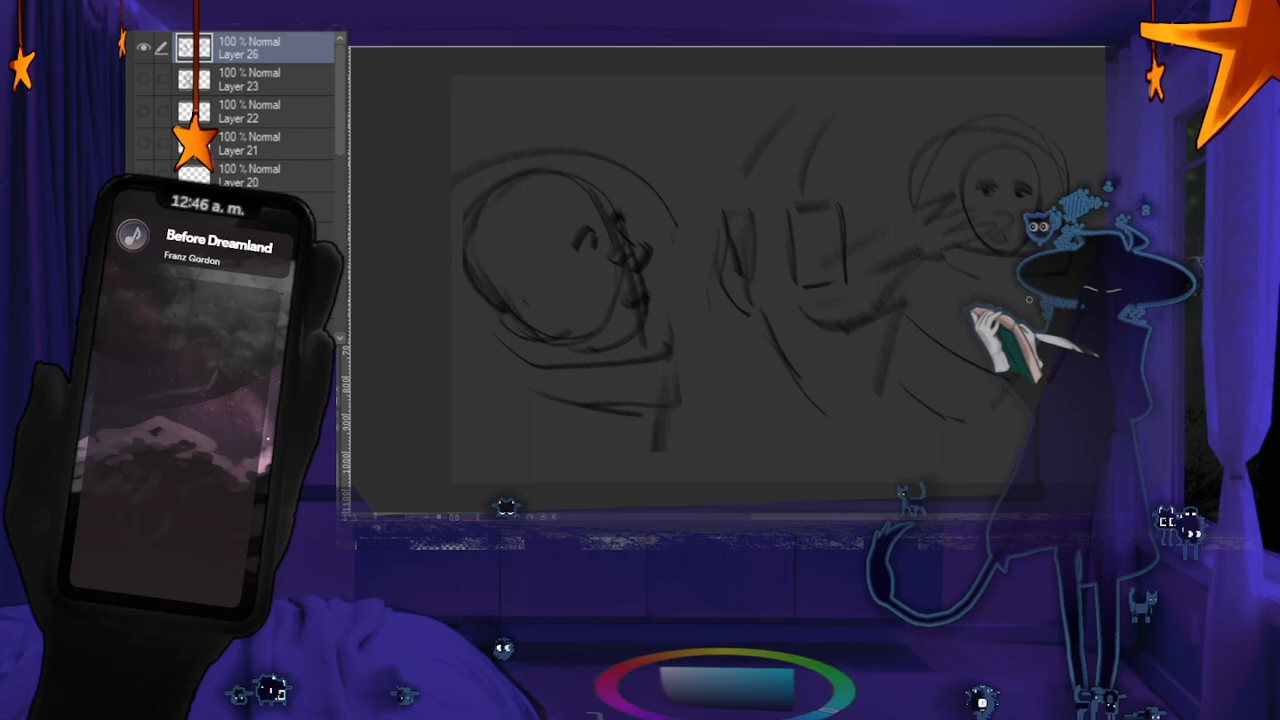 100 % Normal
Layer 26
100 % Normal
Layer 23
100 % Normal
Layer 22
100 % Normal
Layer 21
100 % Normal
Layer 20
12:46 a. m.
Before Dreamland
Franz Gordon